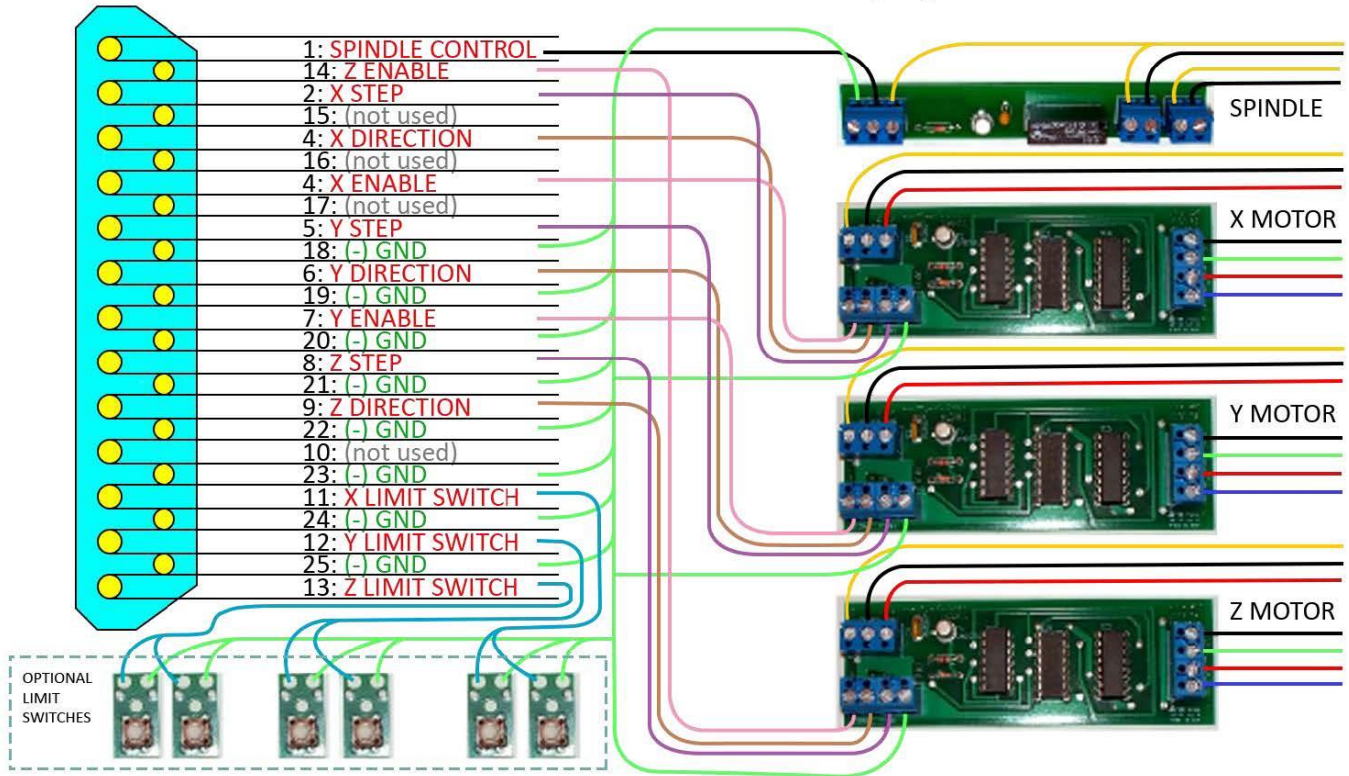 1: SPINDLE CONTROL
14: Z ENABLE
2: X STEP
15: (not used)
4: X DIRECTION
16: (not used)
4: X ENABLE
17: (not used)
5: Y STEP
18: (-) GND
6: Y DIRECTION
19: (-) GND
7: Y ENABLE
20: (-) GND
8: Z STEP
21: (-) GND
9: Z DIRECTION
22: (-) GND
10: (not used)
23: (-) GND
11: X LIMIT SWITCH
24: (-) GND
12: Y LIMIT SWITCH
25: (-) GND
13: Z LIMIT SWITCH
OPTIONAL
LIMIT
SWITCHES
SPINDLE
X MOTOR
Y MOTOR
Z MOTOR